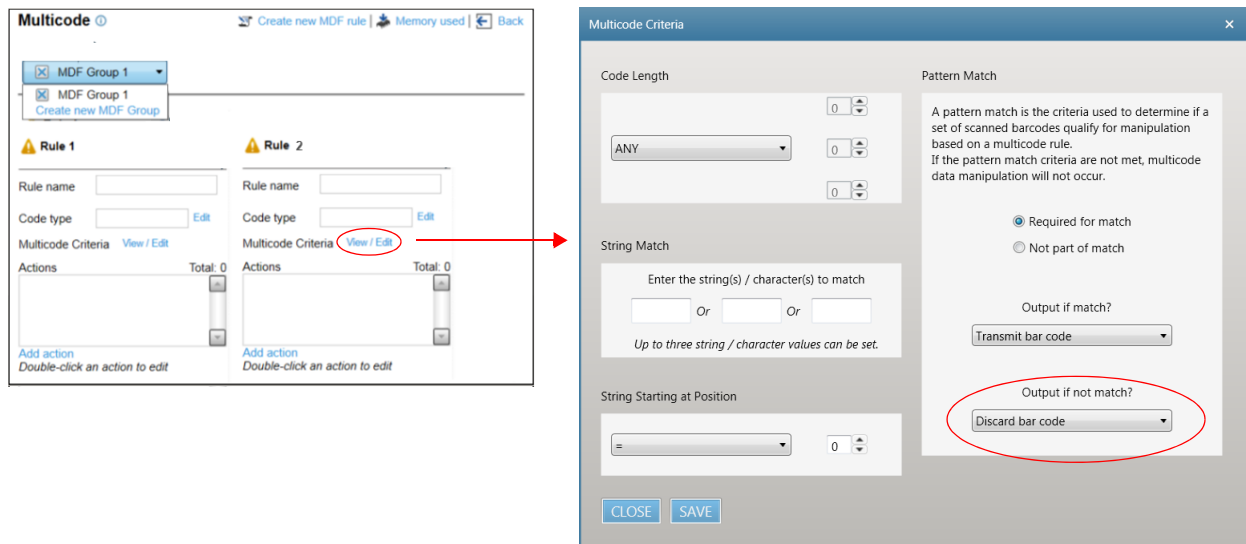 Multicode
Create new MDF rule | Memory used | Back
MDF Group 1
MDF Group 1
Create new MDF Group
Rule 1
Rule name
Code type Edit
Multicode Criteria View / Edit
Actions Total: 0
Add action
Double-click an action to edit
Rule 2
Rule name
Code type Edit
Multicode Criteria View / Edit
Actions Total: 0
Add action
Double-click an action to edit
Multicode Criteria
Code Length
ANY
0
0
0
String Match
Enter the string(s) / character(s) to match
Or Or
Up to three string / character values can be set.
String Starting at Position
= 0
CLOSE SAVE
Pattern Match
A pattern match is the criteria used to determine if a
set of scanned barcodes qualify for manipulation
based on a multicode rule.
If the pattern match criteria are not met, multicode
data manipulation will not occur.
Required for match
Not part of match
Output if match?
Transmit bar code
Output if not match?
Discard bar code